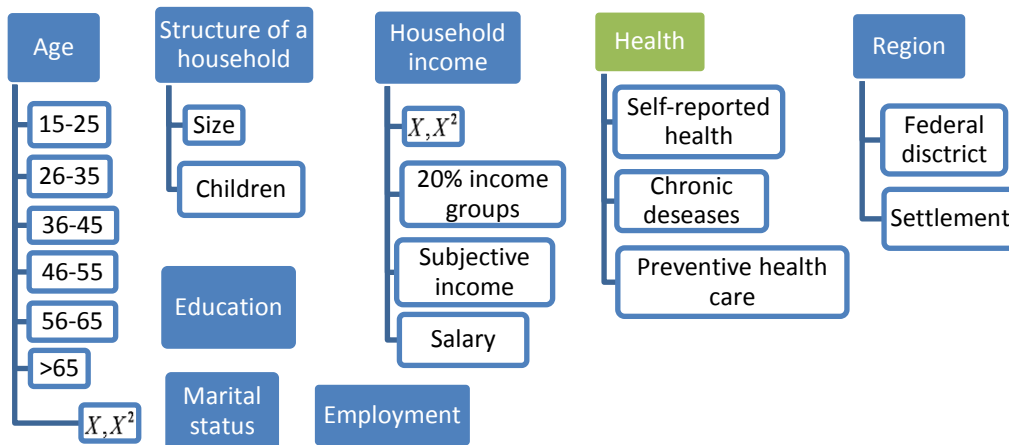 Age
15-25
26-35
36-45
46-55
56-65
>65
X, X²
Structure of a
household
Size
Children
Education
Marital
status
Household
income
X, X²
20% income
groups
Subjective
income
Salary
Employment
Health
Self-reported
health
Chronic
deseases
Preventive health
care
Region
Federal
disctrict
Settlement